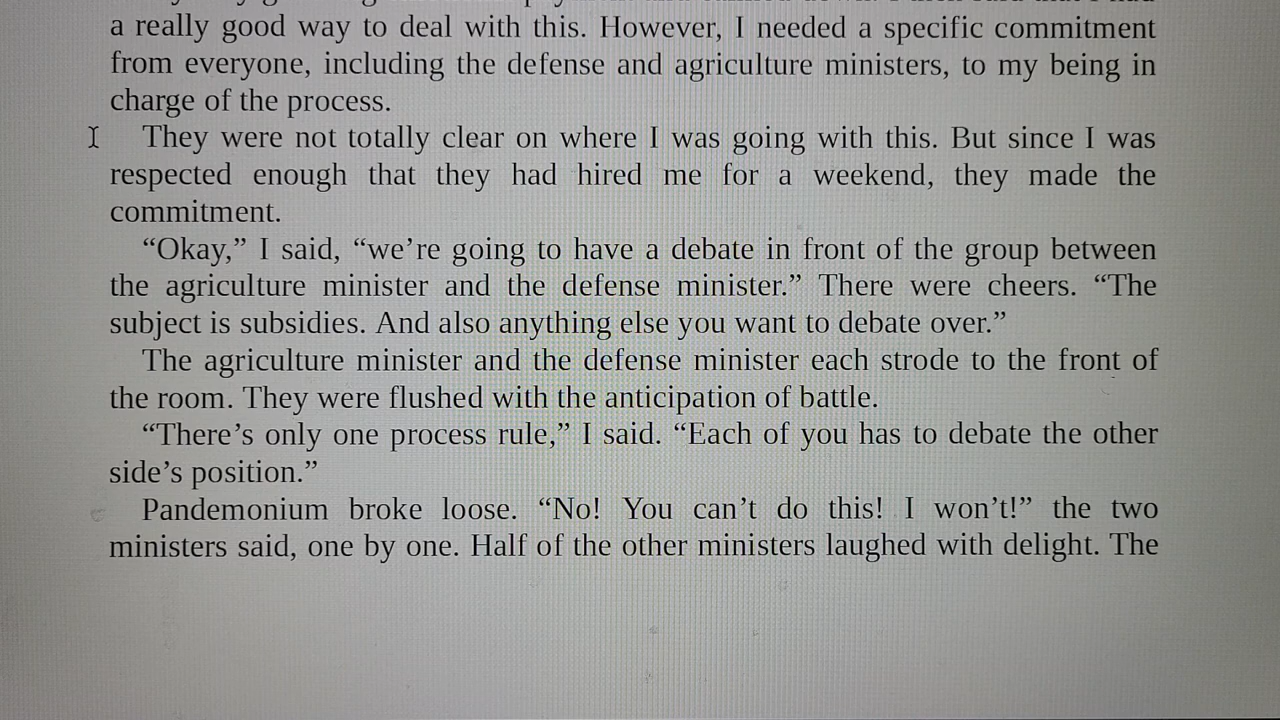 a really good way to deal with this. However, I needed a specific commitment
from everyone, including the defense and agriculture ministers, to my being in
charge of the process.
They were not totally clear on where I was going with this. But since I was
respected enough that they had hired me for a weekend, they made the
commitment.
“Okay,” I said, “we’re going to have a debate in front of the group between
the agriculture minister and the defense minister.” There were cheers. “The
subject is subsidies. And also anything else you want to debate over.”
The agriculture minister and the defense minister each strode to the front of
the room. They were flushed with the anticipation of battle.
“There’s only one process rule,” I said. “Each of you has to debate the other
side’s position.”
Pandemonium broke loose. “No! You can’t do this! I won’t!” the two
ministers said, one by one. Half of the other ministers laughed with delight. The